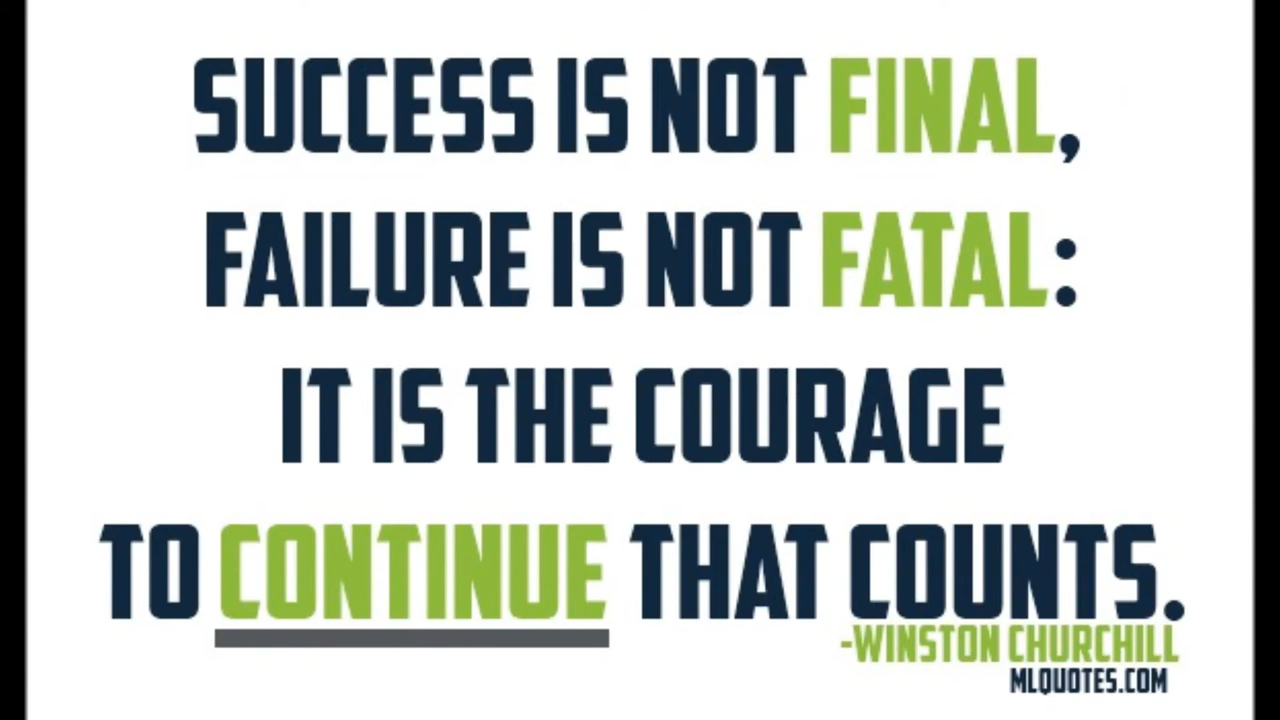 SUCCESS IS NOT FINAL,
FAILURE IS NOT FATAL:
IT IS THE COURAGE
TO CONTINUE THAT COUNTS.
-WINSTON CHURCHILL
MLQUOTES.COM